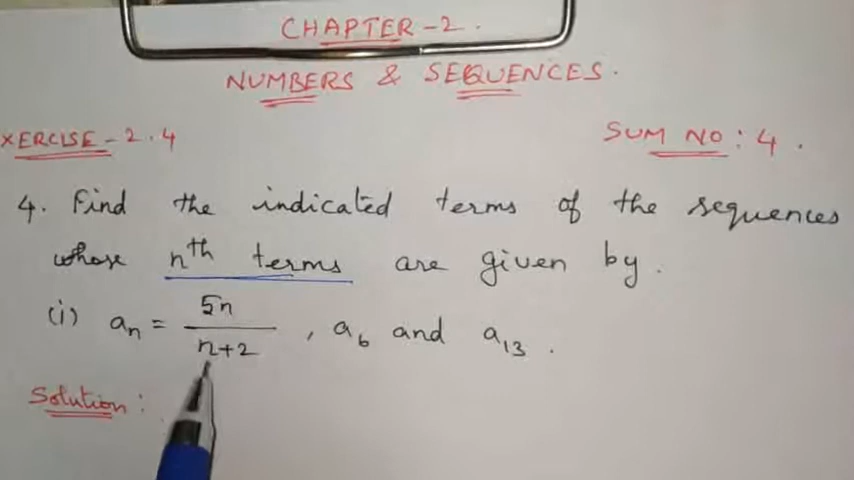 CHAPTER-2.
NUMBERS & SEQUENCES.
XERCISE-2.4
SUM NO: 4.
4. Find the indicated terms of the sequences
whose nth terms are given by.
(i) an = 5n / n+2 , a6 and a13.
Solution: